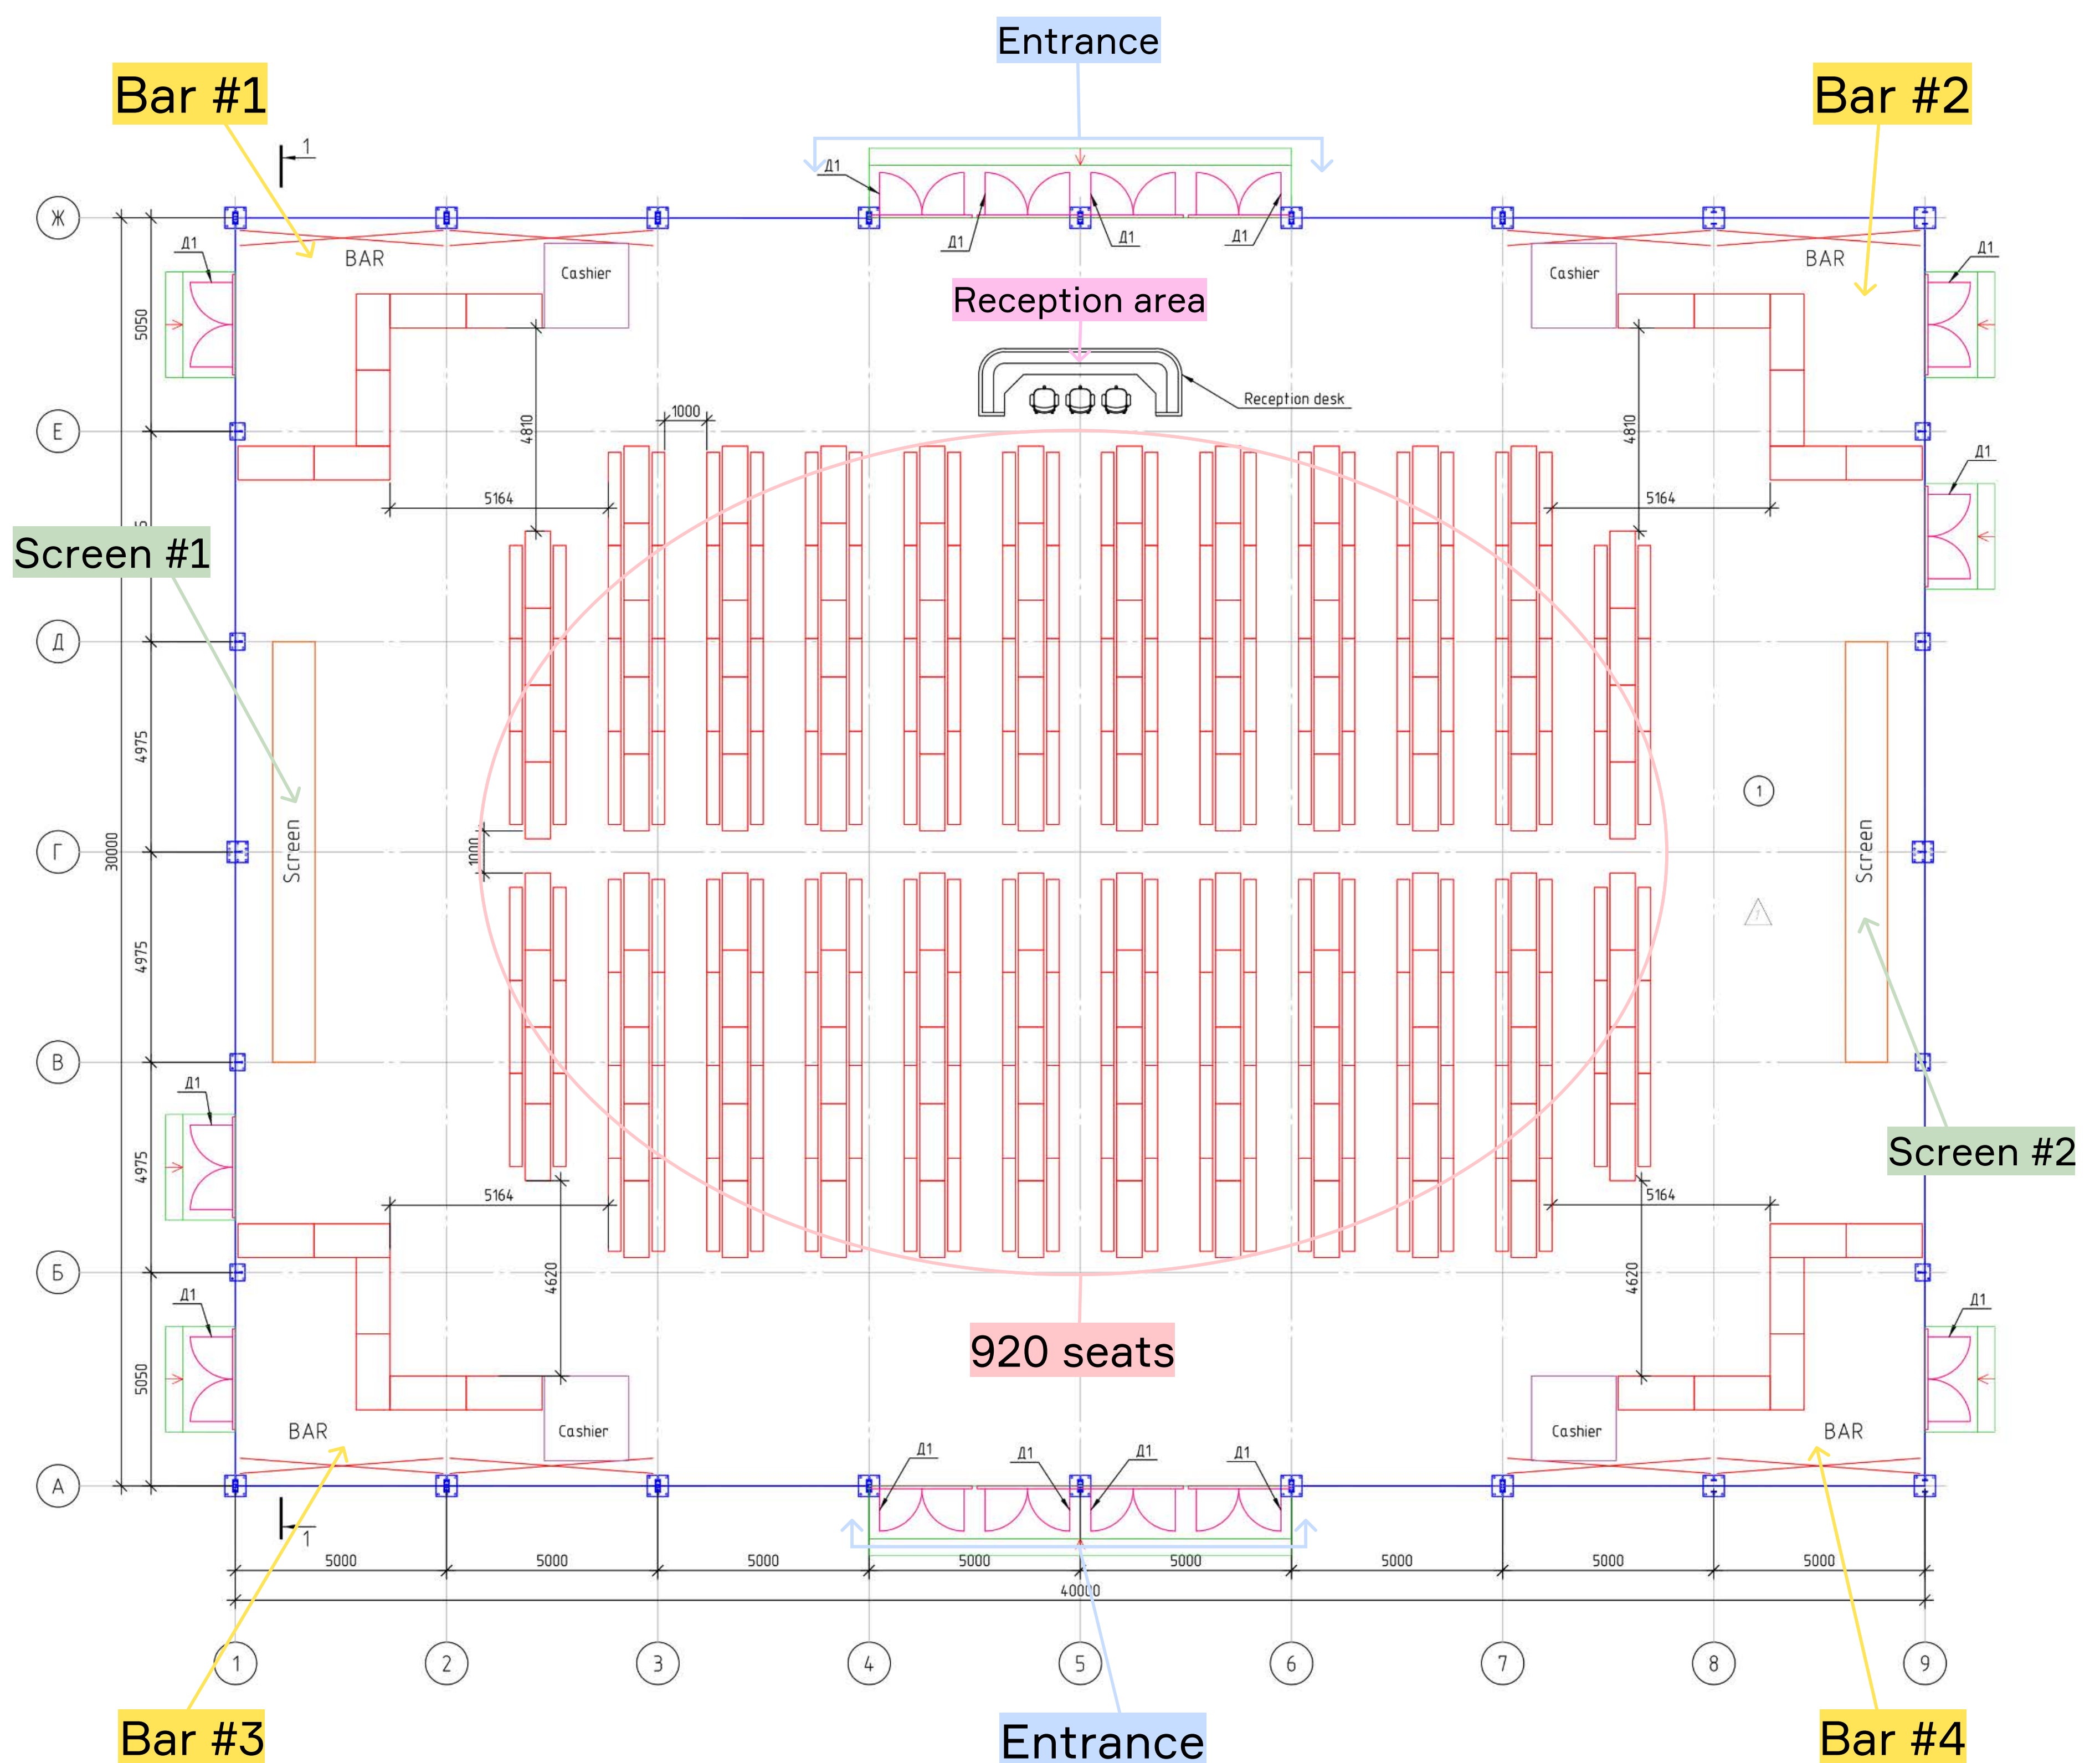 Entrance
Bar #1
Bar #2
1
Д1
Ж
Д1
Д1
Д1
Д1
Д1
BAR
Cashier
Cashier
BAR
Reception area
5050
Reception desk
1000
Е
4810
4810
Д1
5164
5164
Screen #1
Д
4975
1
Screen
Screen
30000
Г
1000
1
4975
В
Д1
Screen #2
4975
5164
5164
Б
4620
4620
Д1
Д1
920 seats
5050
BAR
Cashier
Cashier
BAR
Д1
Д1
Д1
Д1
А
1
5000
5000
5000
5000
5000
5000
5000
5000
40000
1
2
3
4
5
6
7
8
9
Bar #3
Entrance
Bar #4